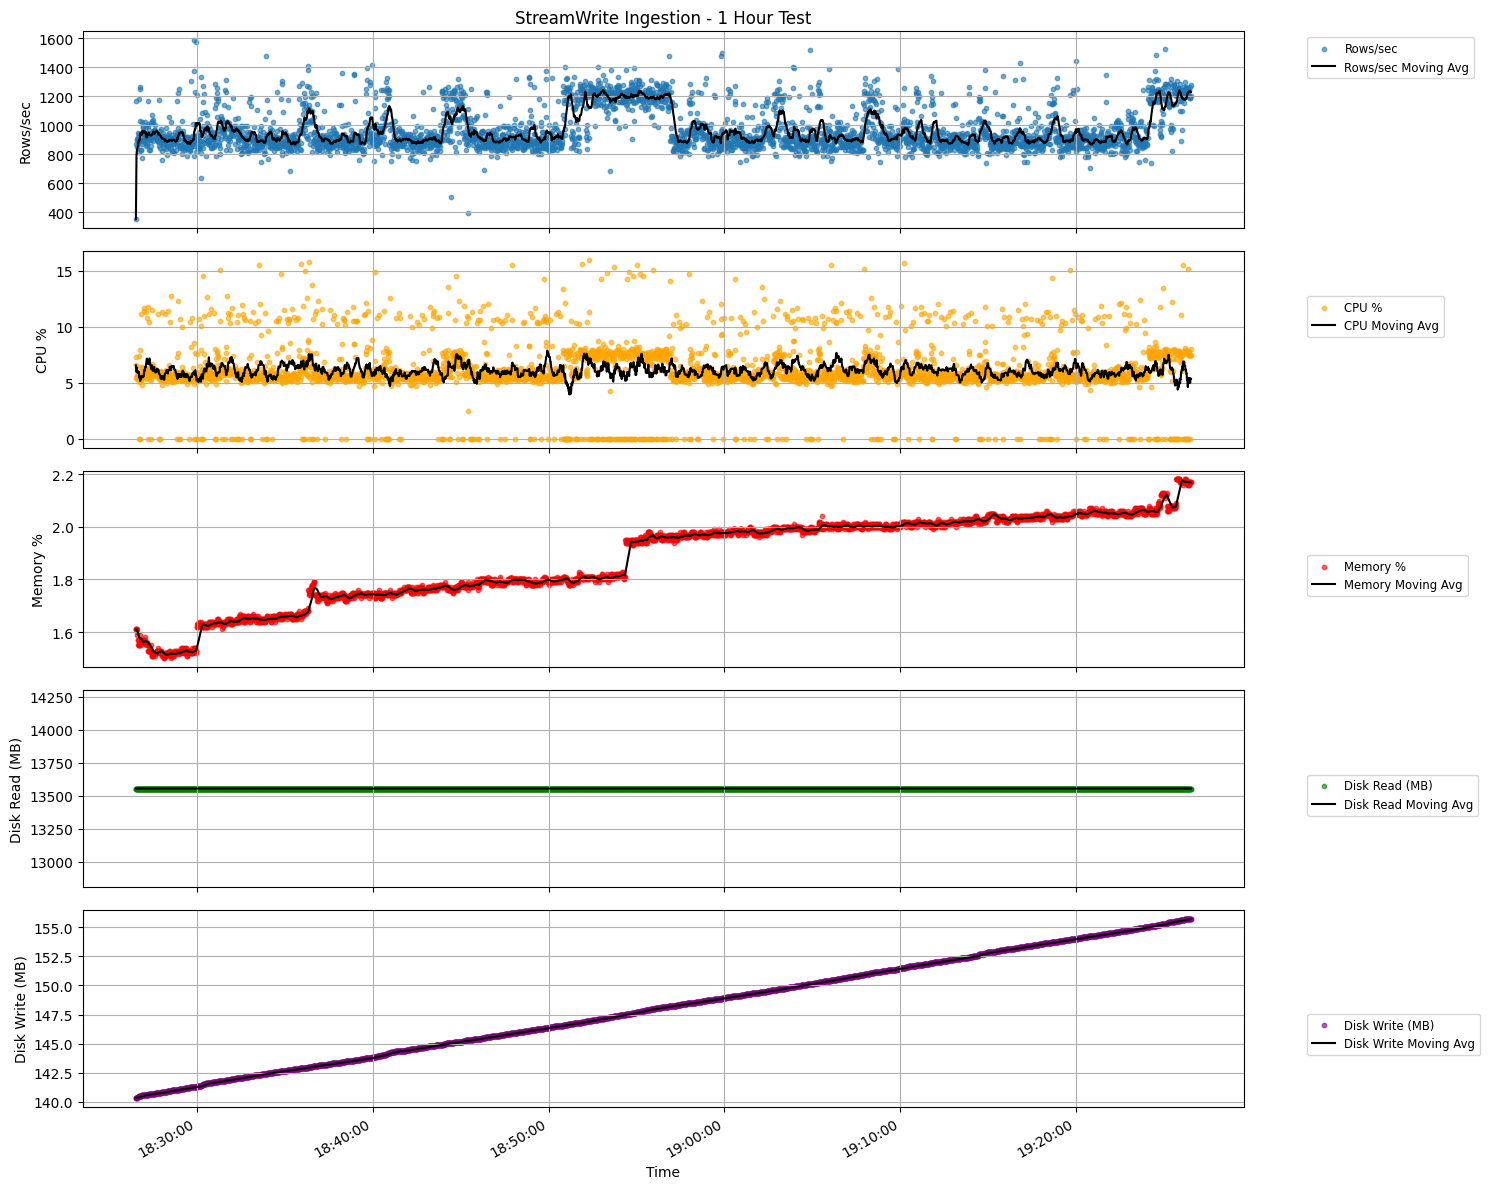 StreamWrite Ingestion - 1 Hour Test
1600
1400
1200
1000
800
600
400
Rows/sec
Rows/sec
Rows/sec Moving Avg
15
10
5
0
CPU %
CPU %
CPU Moving Avg
2.2
2.0
1.8
1.6
Memory %
Memory %
Memory Moving Avg
14250
14000
13750
13500
13250
13000
Disk Read (MB)
Disk Read (MB)
Disk Read Moving Avg
155.0
152.5
150.0
147.5
145.0
142.5
140.0
Disk Write (MB)
Disk Write (MB)
Disk Write Moving Avg
18:30:00
18:40:00
18:50:00
19:00:00
19:10:00
19:20:00
Time